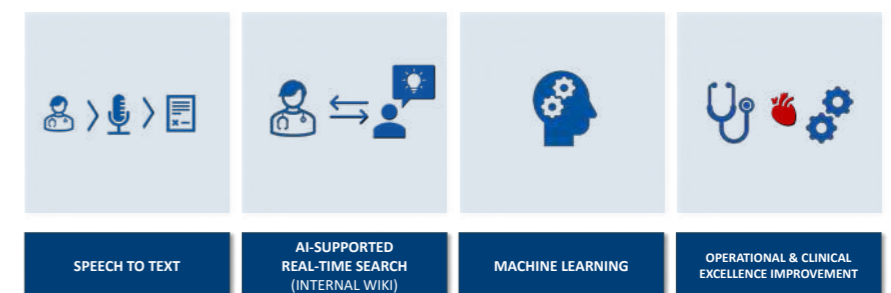 SPEECH TO TEXT
AI-SUPPORTED
REAL-TIME SEARCH
(INTERNAL WIKI)
MACHINE LEARNING
OPERATIONAL & CLINICAL
EXCELLENCE IMPROVEMENT